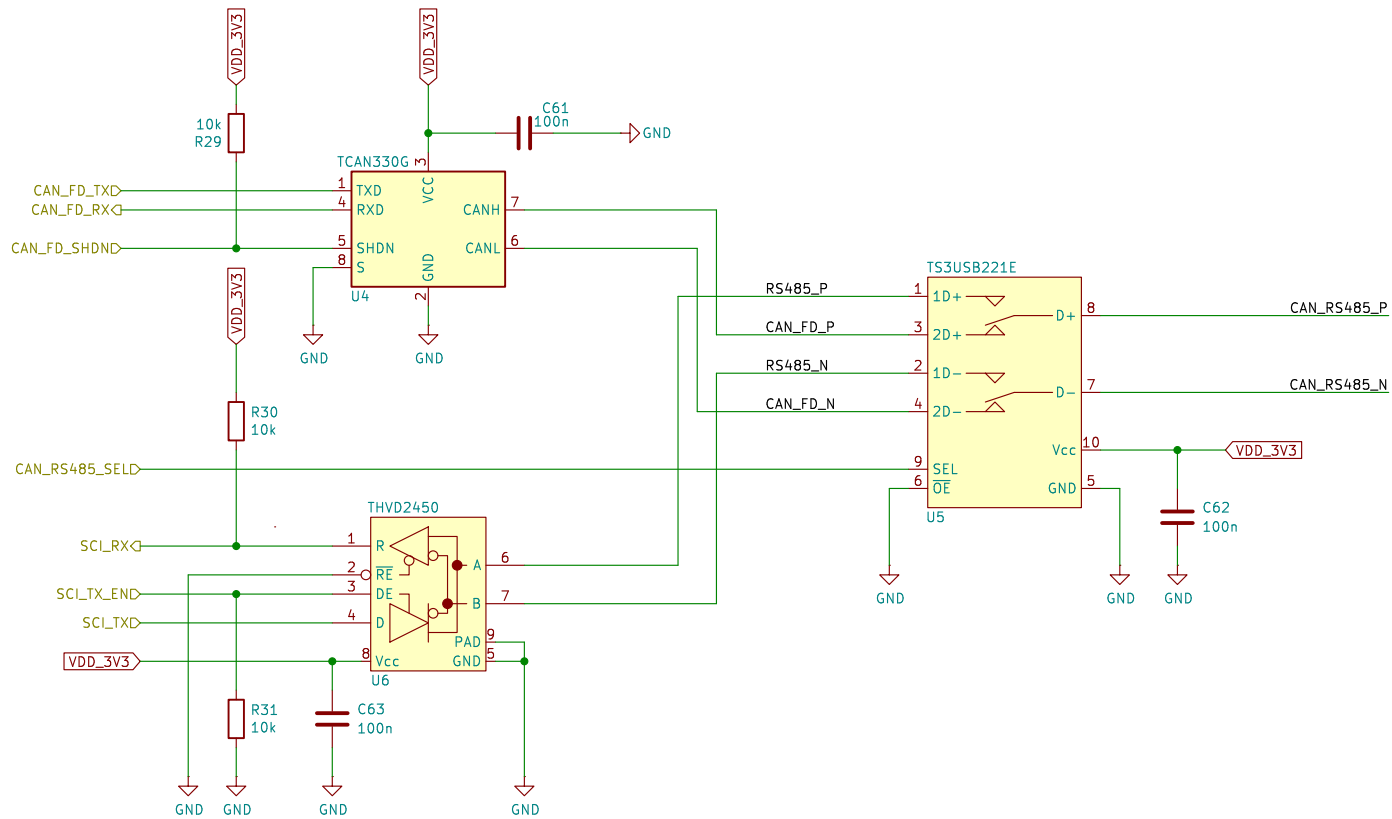 VDD_3V3
VDD_3V3
C61
100n
GND
10k
R29
TCAN330G
3
CAN_FD_TX
1
TXD
VCC
CAN_FD_RX
4
RXD
CANH
7
CAN_FD_SHDN
5
SHDN
CANL
6
8
S
GND
U4
2
VDD_3V3
GND
GND
TS3USB221E
RS485_P
1
1D+
8
D+
CAN_RS485_P
CAN_FD_P
3
2D+
RS485_N
2
1D-
7
D-
CAN_RS485_N
CAN_FD_N
4
2D-
R30
10k
Vcc
10
VDD_3V3
CAN_RS485_SEL
9
SEL
6
OE
GND
5
U5
C62
100n
GND
GND
GND
THVD2450
SCI_RX
1
R
A
6
2
RE
SCI_TX_EN
3
DE
B
7
SCI_TX
4
D
PAD
9
VDD_3V3
8
Vcc
GND
5
U6
R31
10k
C63
100n
GND
GND
GND
GND